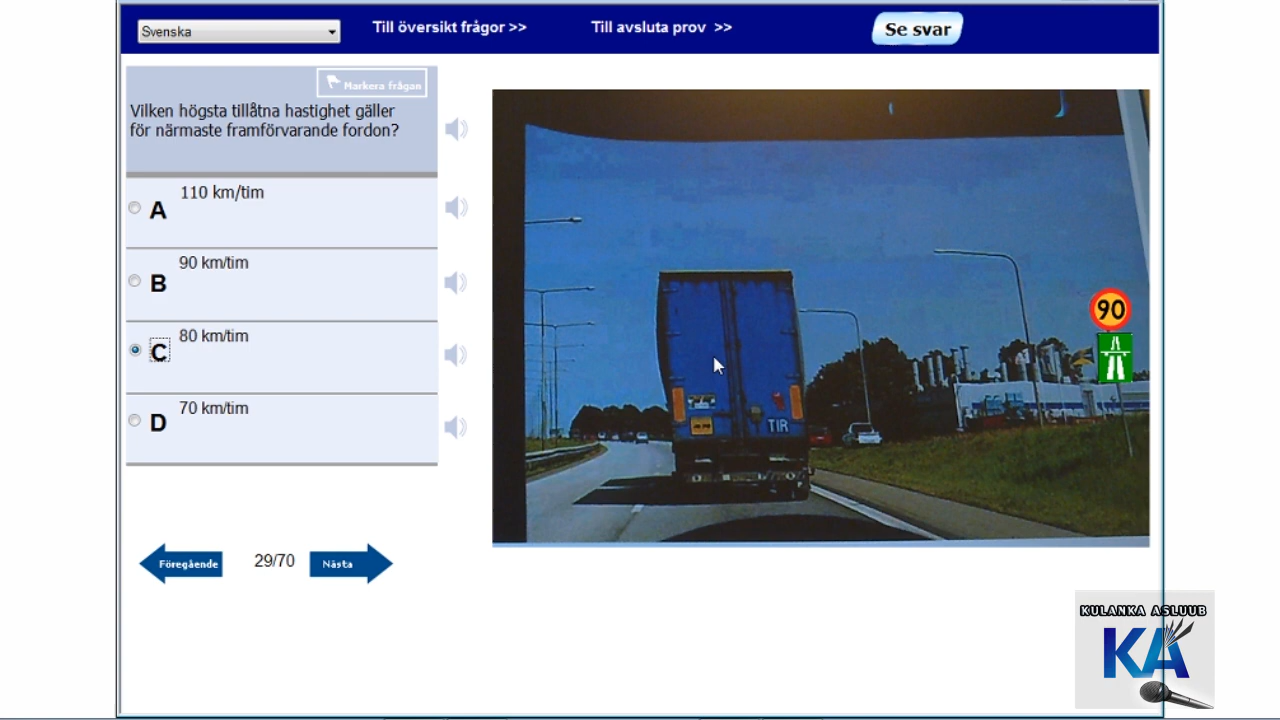 Svenska
Till översikt frågor >>
Till avsluta prov >>
Se svar
Markera frågan
Vilken högsta tillåtna hastighet gäller
för närmaste framförvarande fordon?
A 110 km/tim
B 90 km/tim
C 80 km/tim
D 70 km/tim
90
TIR
Föregående
29/70
Nästa
KULANKA ASLUUB
KA